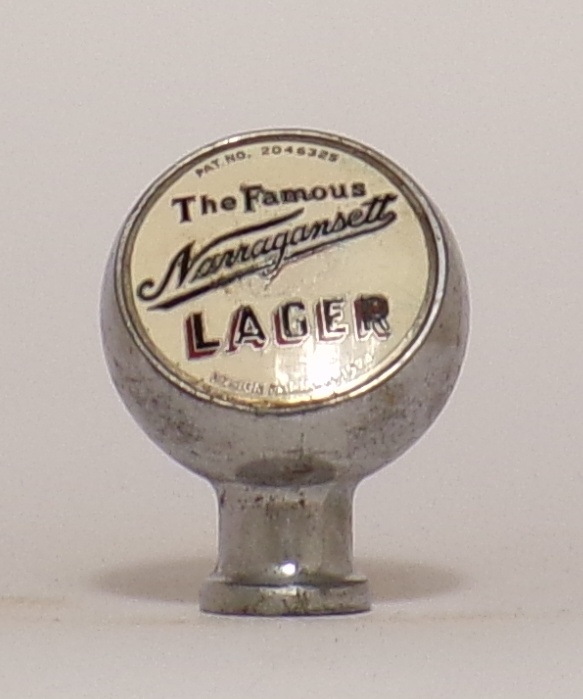 PAT. NO. 2046325
The Famous
Narragansett
LAGER